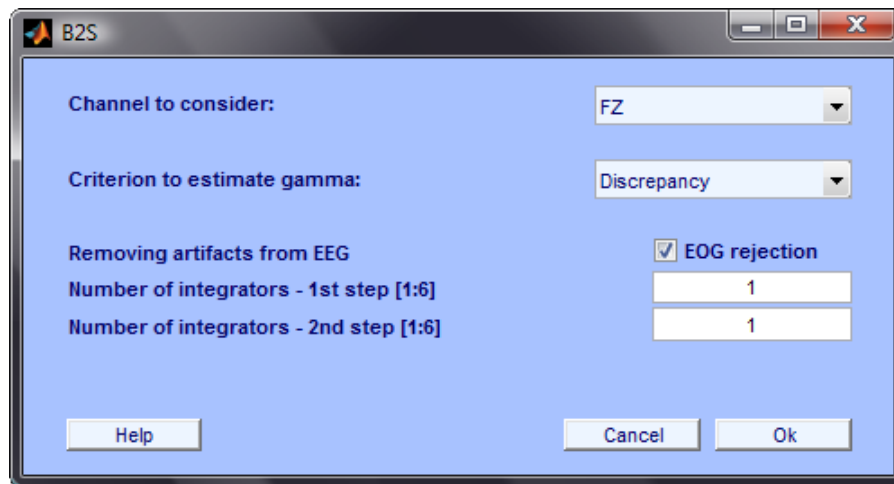 B2S
Channel to consider: FZ
Criterion to estimate gamma: Discrepancy
Removing artifacts from EEG EOG rejection
Number of integrators - 1st step [1:6] 1
Number of integrators - 2nd step [1:6] 1
Help Cancel Ok